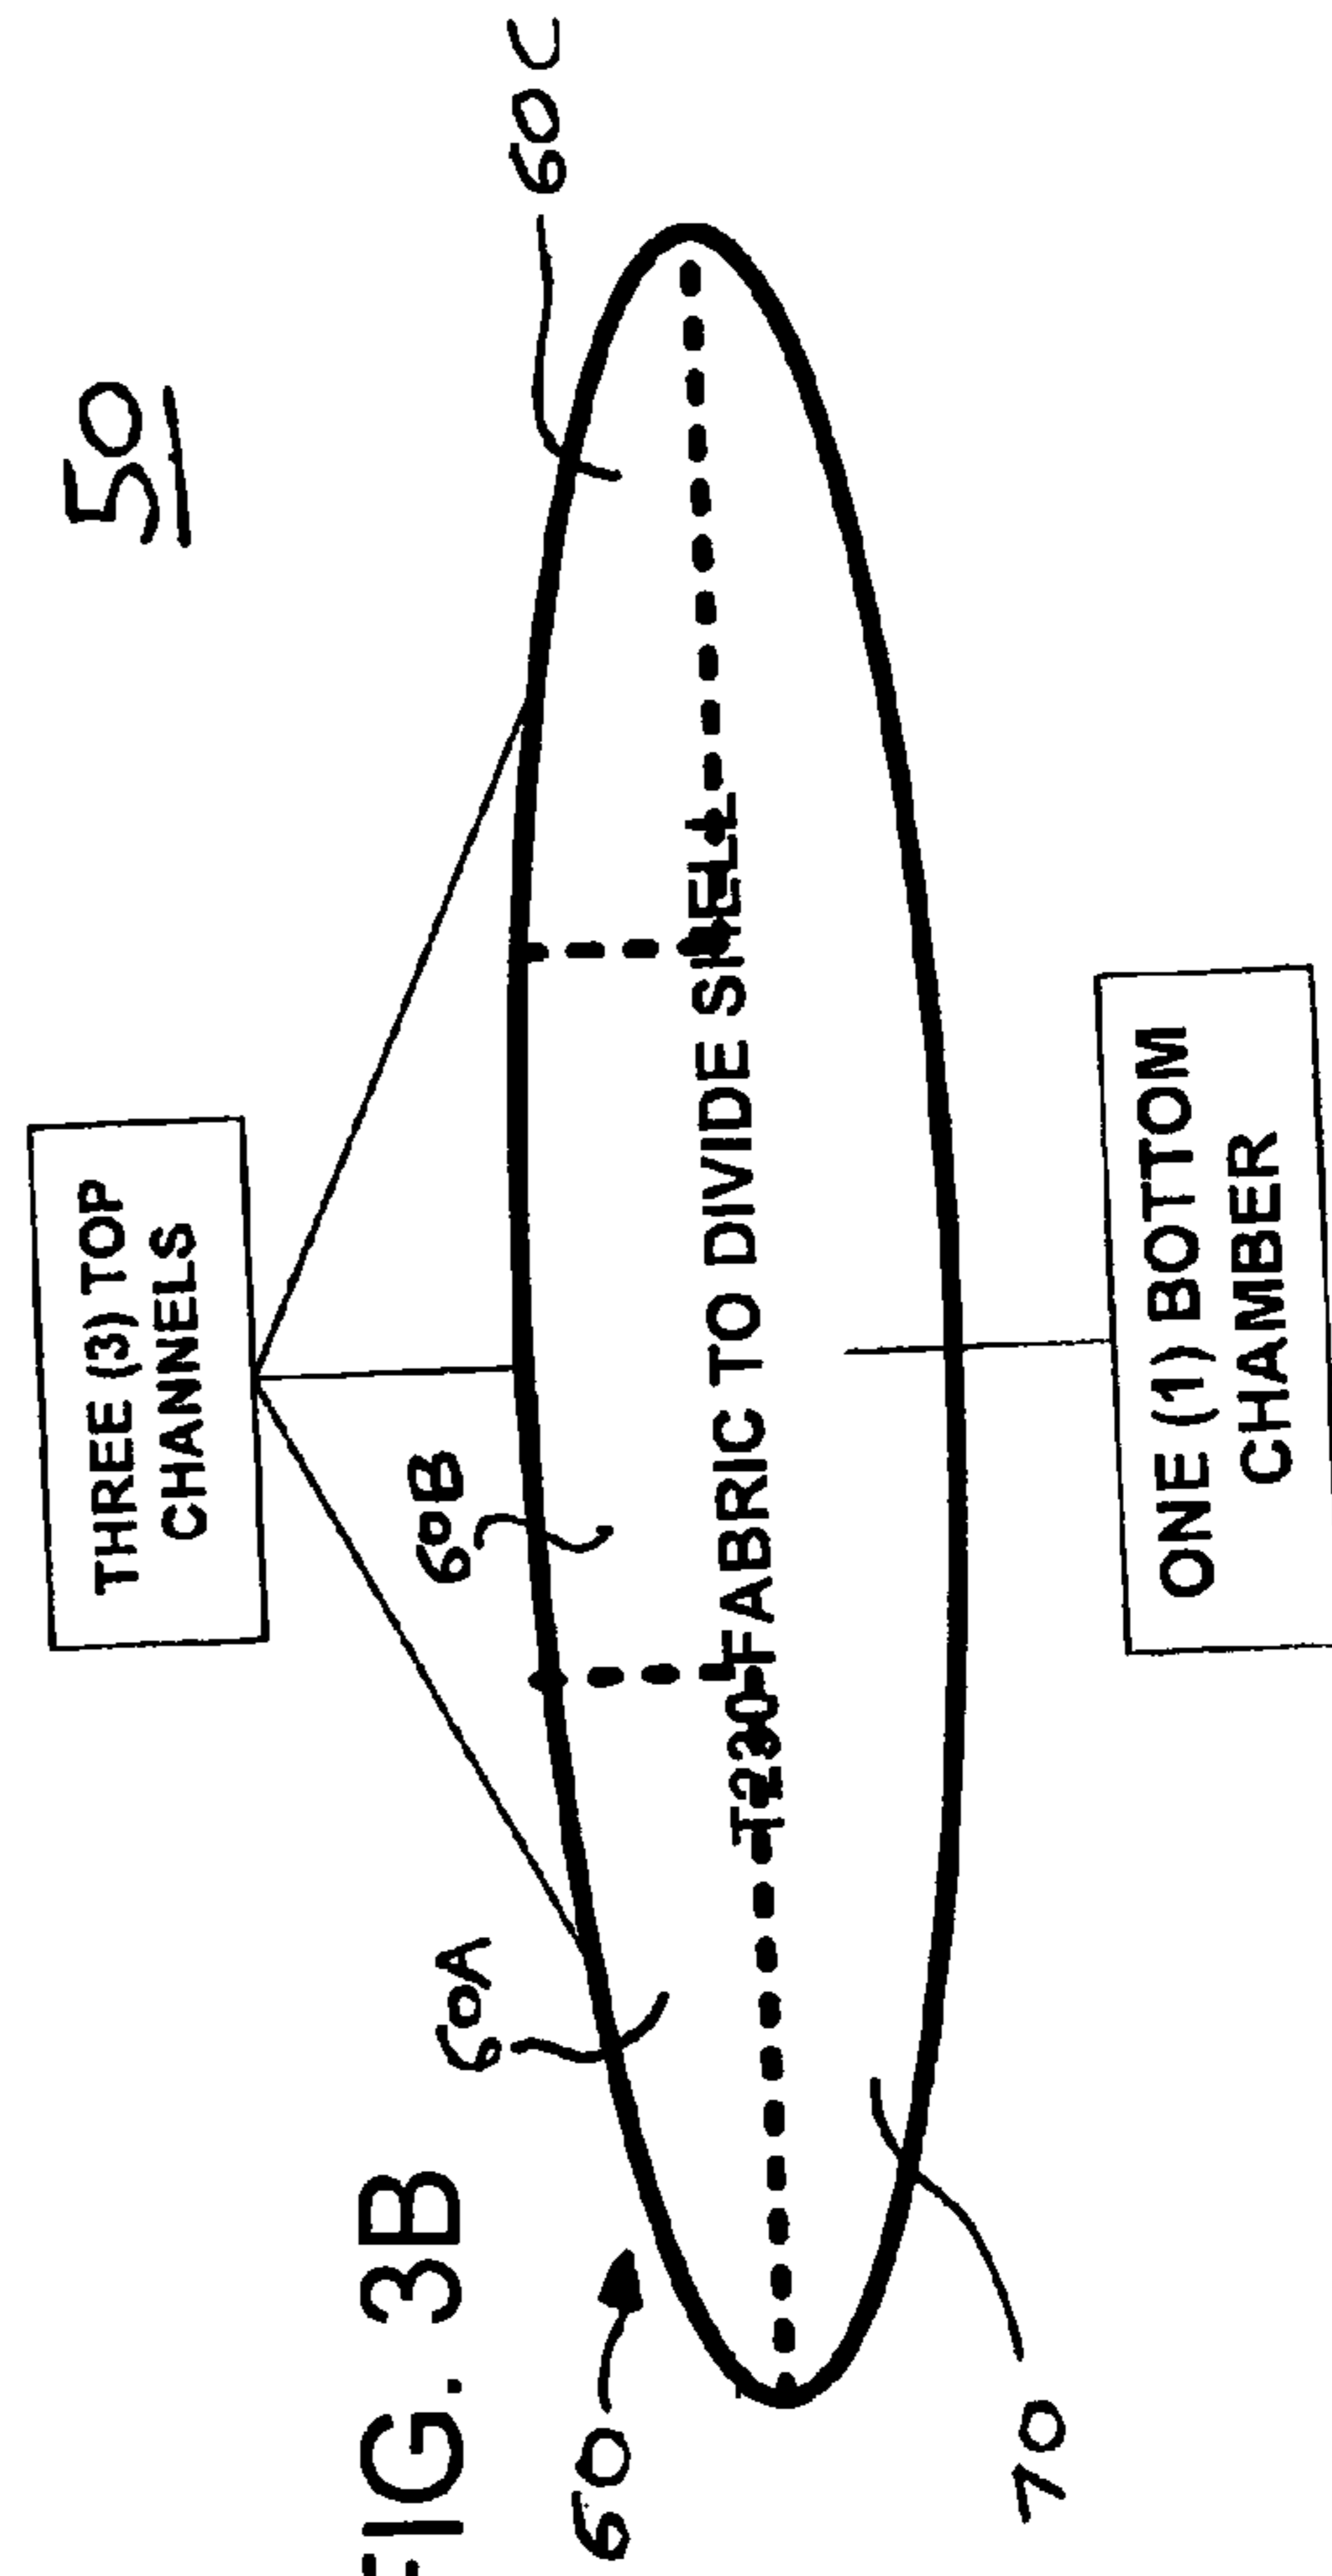 FIG. 3B
50
THREE (3) TOP
CHANNELS
60A
60B
60C
60
T230 FABRIC TO DIVIDE SHELL
70
ONE (1) BOTTOM
CHAMBER